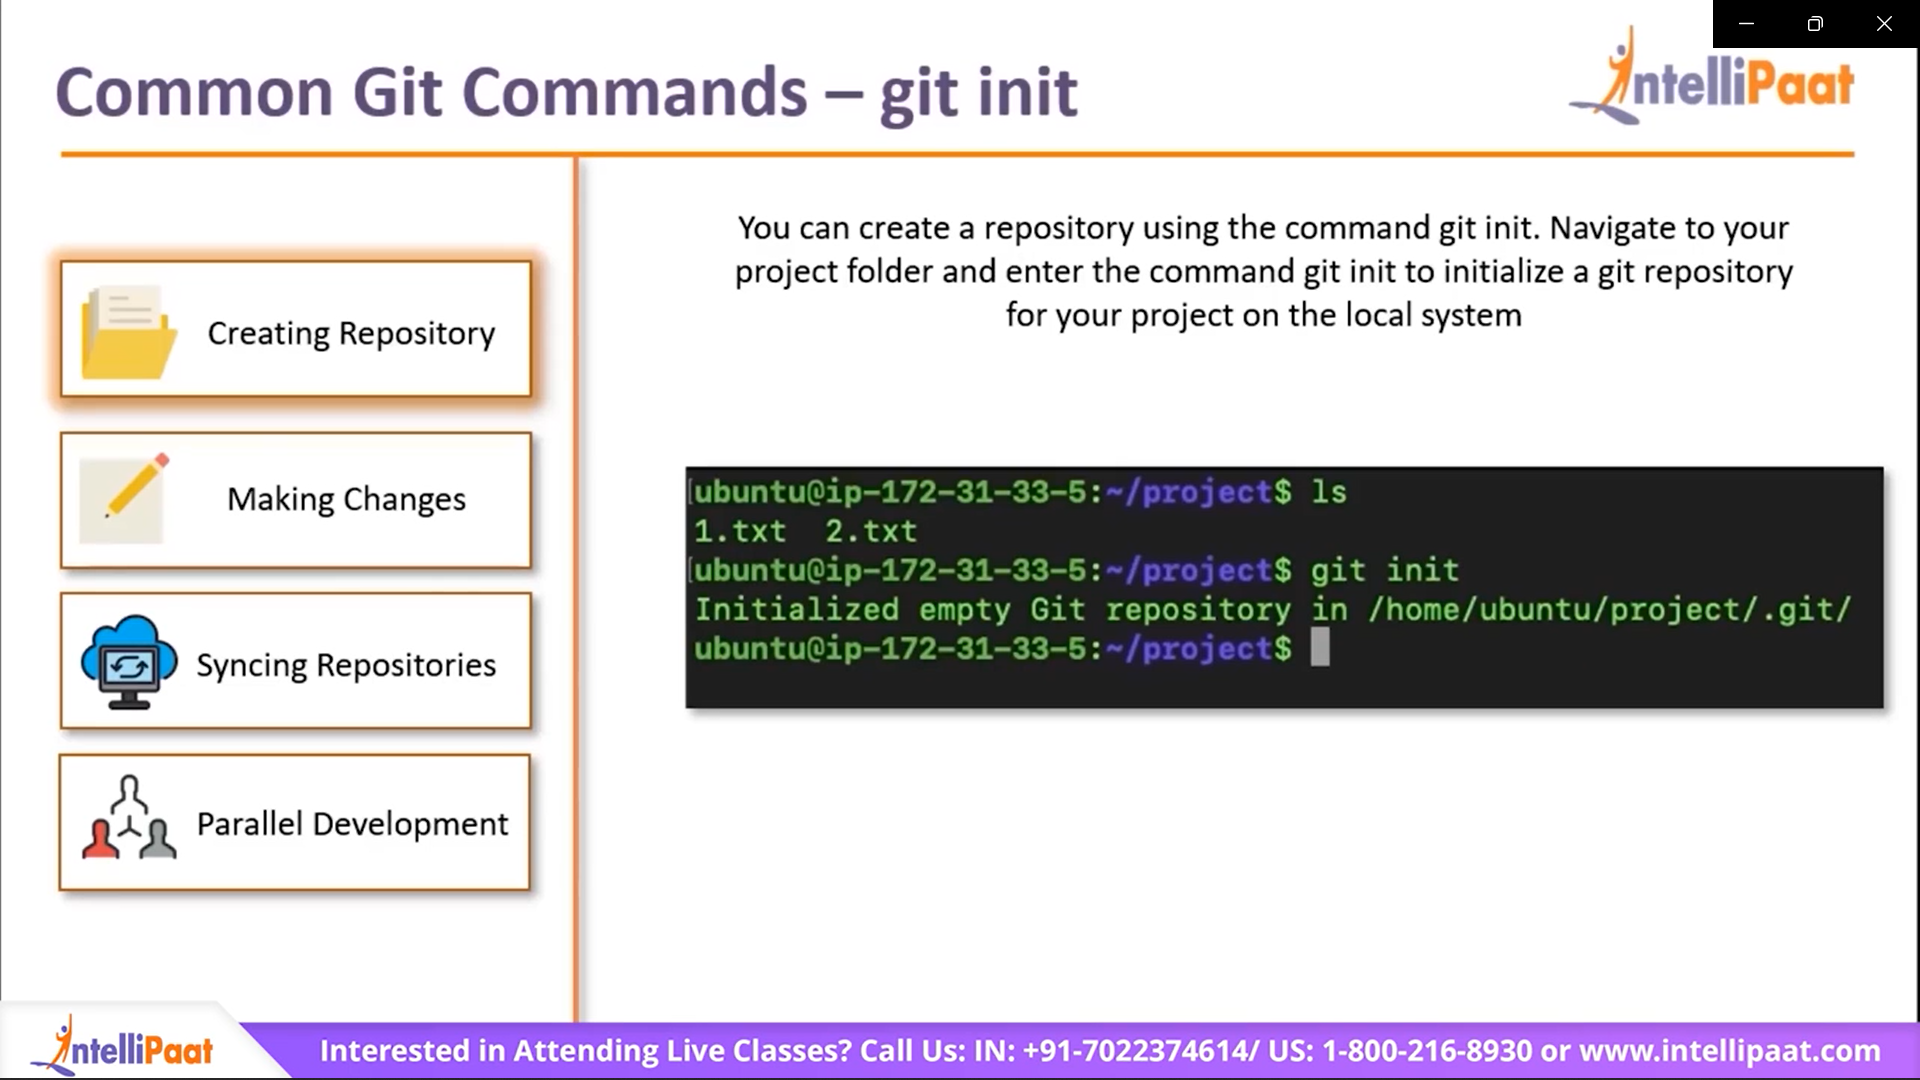 Common Git Commands – git init
IntelliPaat
Creating Repository
Making Changes
Syncing Repositories
Parallel Development
You can create a repository using the command git init. Navigate to your
project folder and enter the command git init to initialize a git repository
for your project on the local system
[ubuntu@ip-172-31-33-5:~/project$ ls
1.txt  2.txt
[ubuntu@ip-172-31-33-5:~/project$ git init
Initialized empty Git repository in /home/ubuntu/project/.git/
ubuntu@ip-172-31-33-5:~/project$
IntelliPaat
Interested in Attending Live Classes? Call Us: IN: +91-7022374614/ US: 1-800-216-8930 or www.intellipaat.com